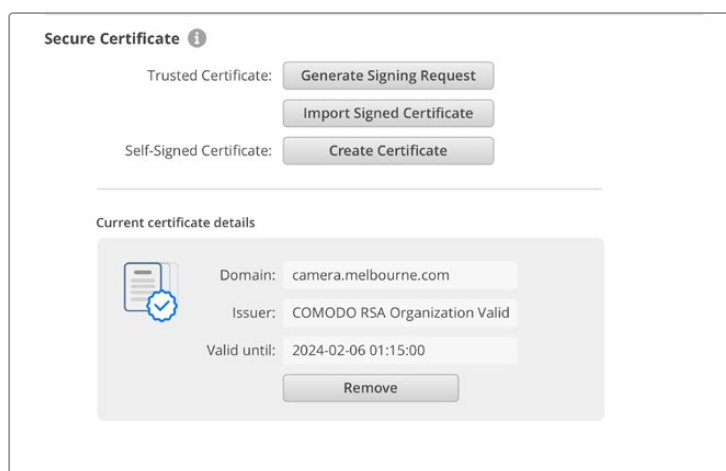 Secure Certificate
Trusted Certificate: Generate Signing Request
Import Signed Certificate
Self-Signed Certificate: Create Certificate
Current certificate details
Domain: camera.melbourne.com
Issuer: COMODO RSA Organization Valid
Valid until: 2024-02-06 01:15:00
Remove